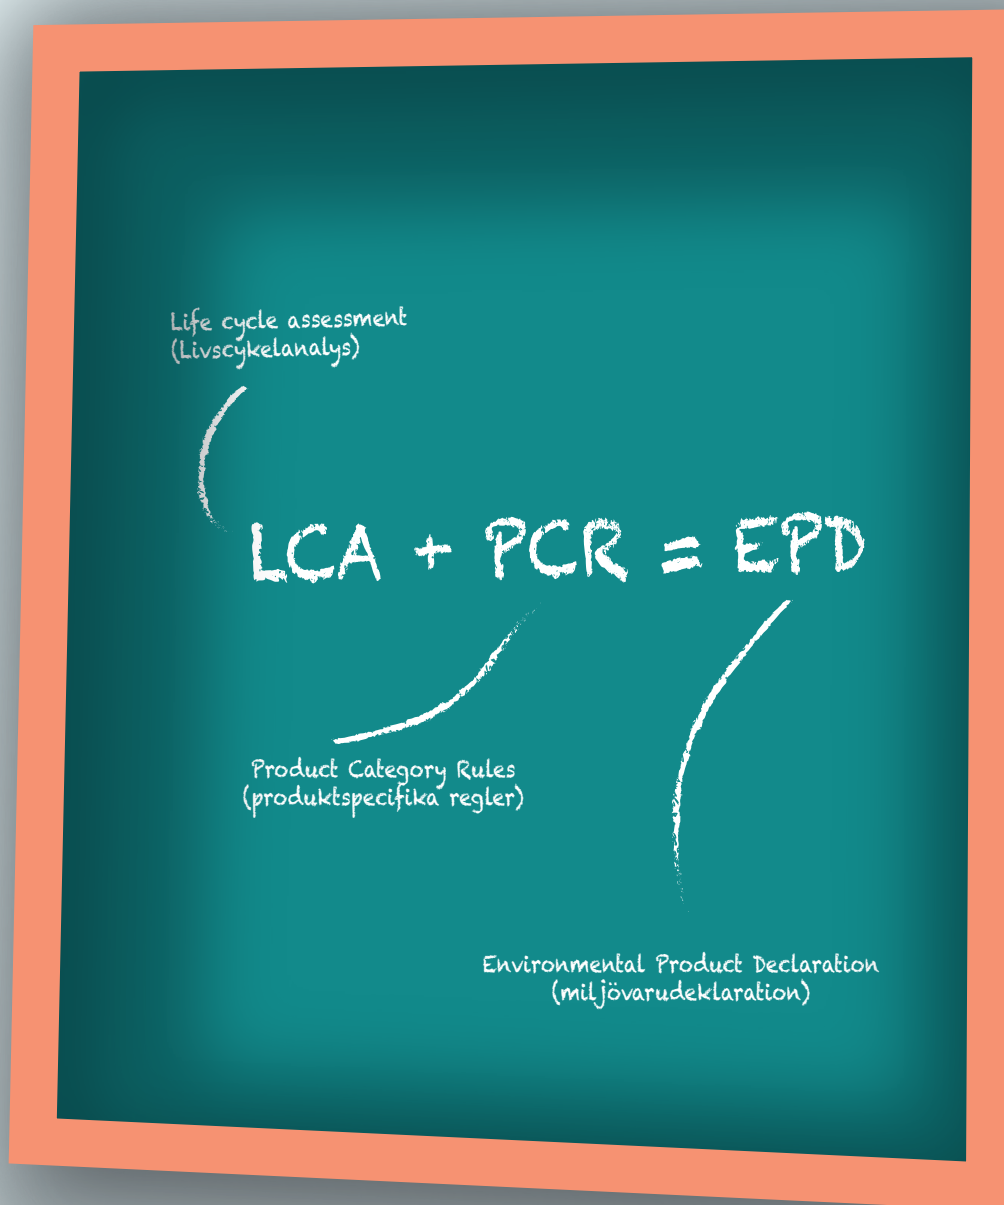 Life cycle assessment
(Livscykelanalys)
LCA + PCR = EPD
Product Category Rules
(produktspecifika regler)
Environmental Product Declaration
(miljövarudeklaration)